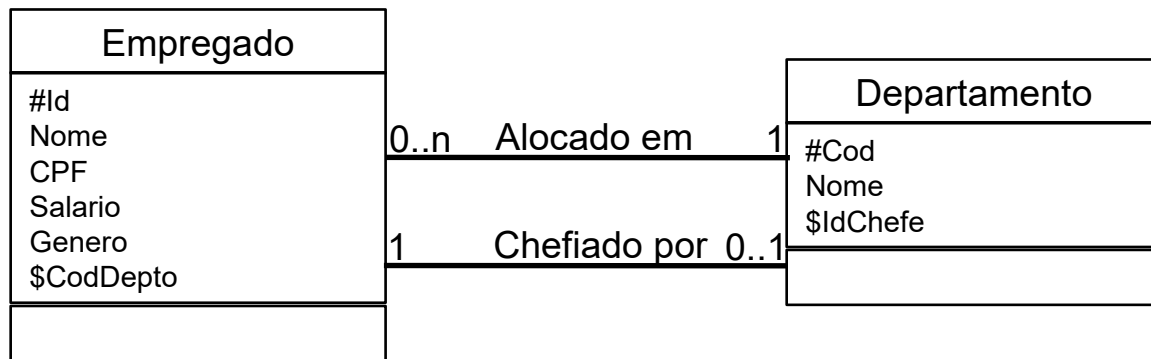 Empregado
#Id
Nome
CPF
Salario
Genero
$CodDepto
0..n Alocado em 1
1 Chefiado por 0..1
Departamento
#Cod
Nome
$IdChefe